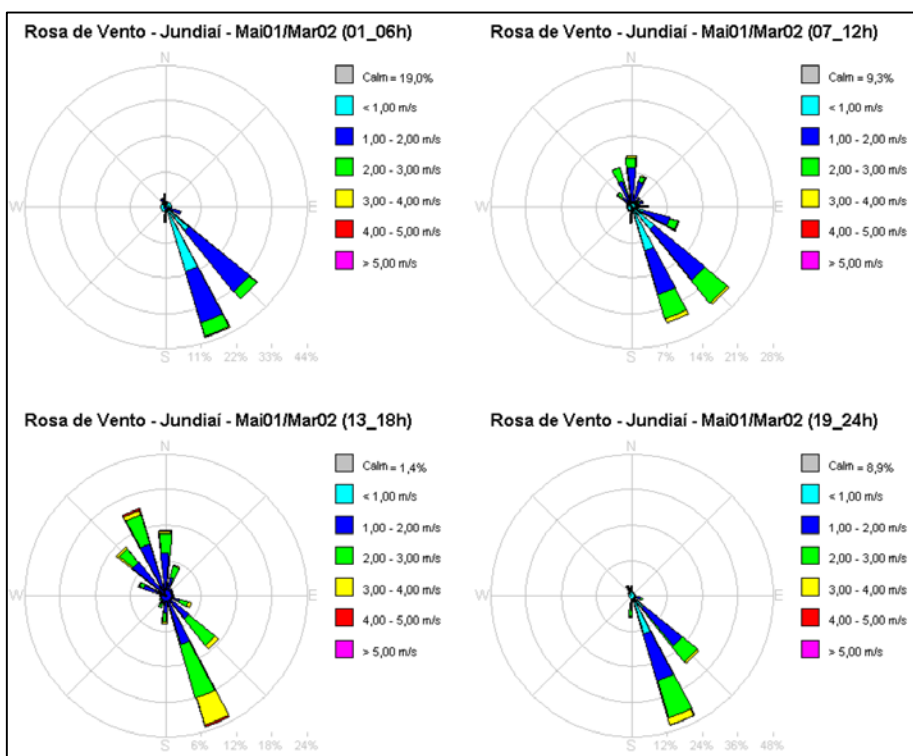 Rosa de Vento - Jundiaí - Mai01/Mar02 (01_06h)
N
W
E
S
11% 22% 33% 44%
Calm = 19,0%
< 1,00 m/s
1,00 - 2,00 m/s
2,00 - 3,00 m/s
3,00 - 4,00 m/s
4,00 - 5,00 m/s
> 5,00 m/s
Rosa de Vento - Jundiaí - Mai01/Mar02 (07_12h)
N
W
E
S
7% 14% 21% 28%
Calm = 9,3%
< 1,00 m/s
1,00 - 2,00 m/s
2,00 - 3,00 m/s
3,00 - 4,00 m/s
4,00 - 5,00 m/s
> 5,00 m/s
Rosa de Vento - Jundiaí - Mai01/Mar02 (13_18h)
N
W
E
S
6% 12% 18% 24%
Calm = 1,4%
< 1,00 m/s
1,00 - 2,00 m/s
2,00 - 3,00 m/s
3,00 - 4,00 m/s
4,00 - 5,00 m/s
> 5,00 m/s
Rosa de Vento - Jundiaí - Mai01/Mar02 (19_24h)
N
W
E
S
12% 24% 36% 48%
Calm = 8,9%
< 1,00 m/s
1,00 - 2,00 m/s
2,00 - 3,00 m/s
3,00 - 4,00 m/s
4,00 - 5,00 m/s
> 5,00 m/s